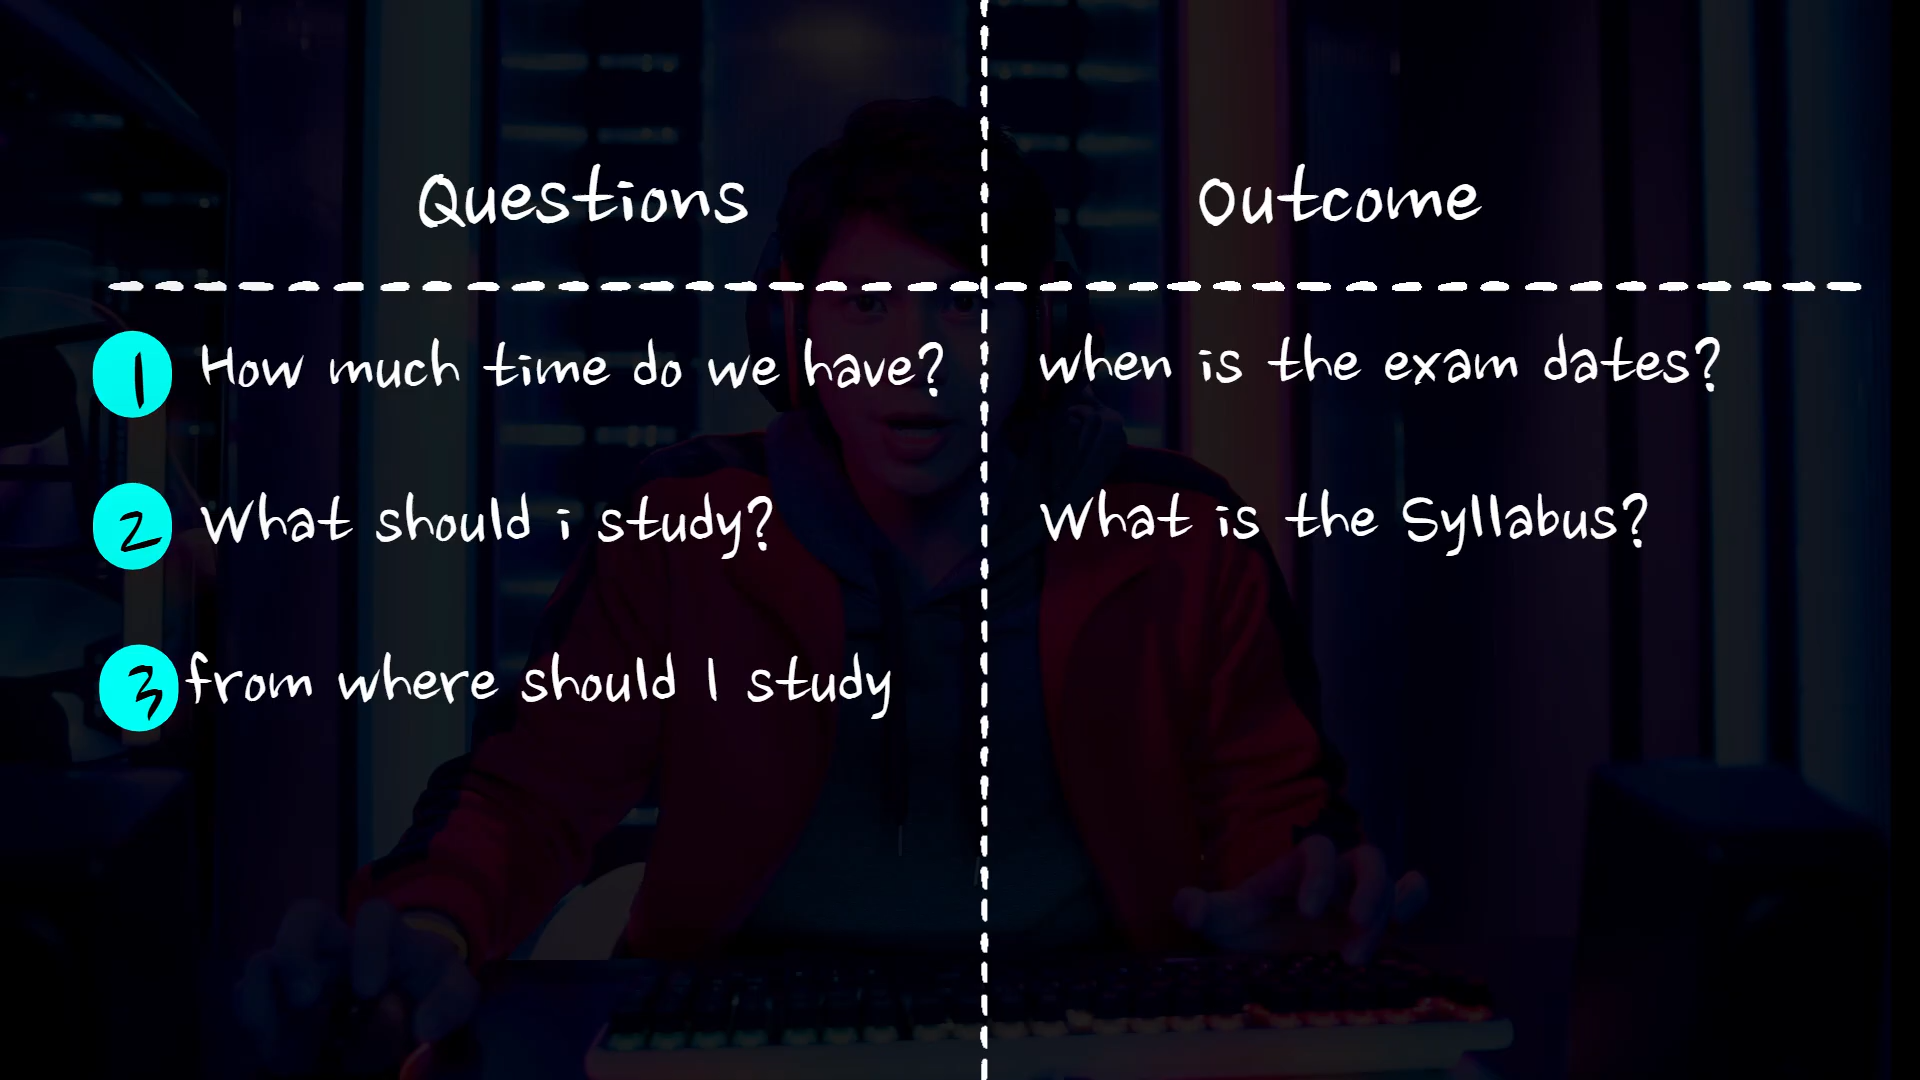 Questions
Outcome
1 How much time do we have?
when is the exam dates?
2 What should i study?
What is the Syllabus?
3 from where should I study